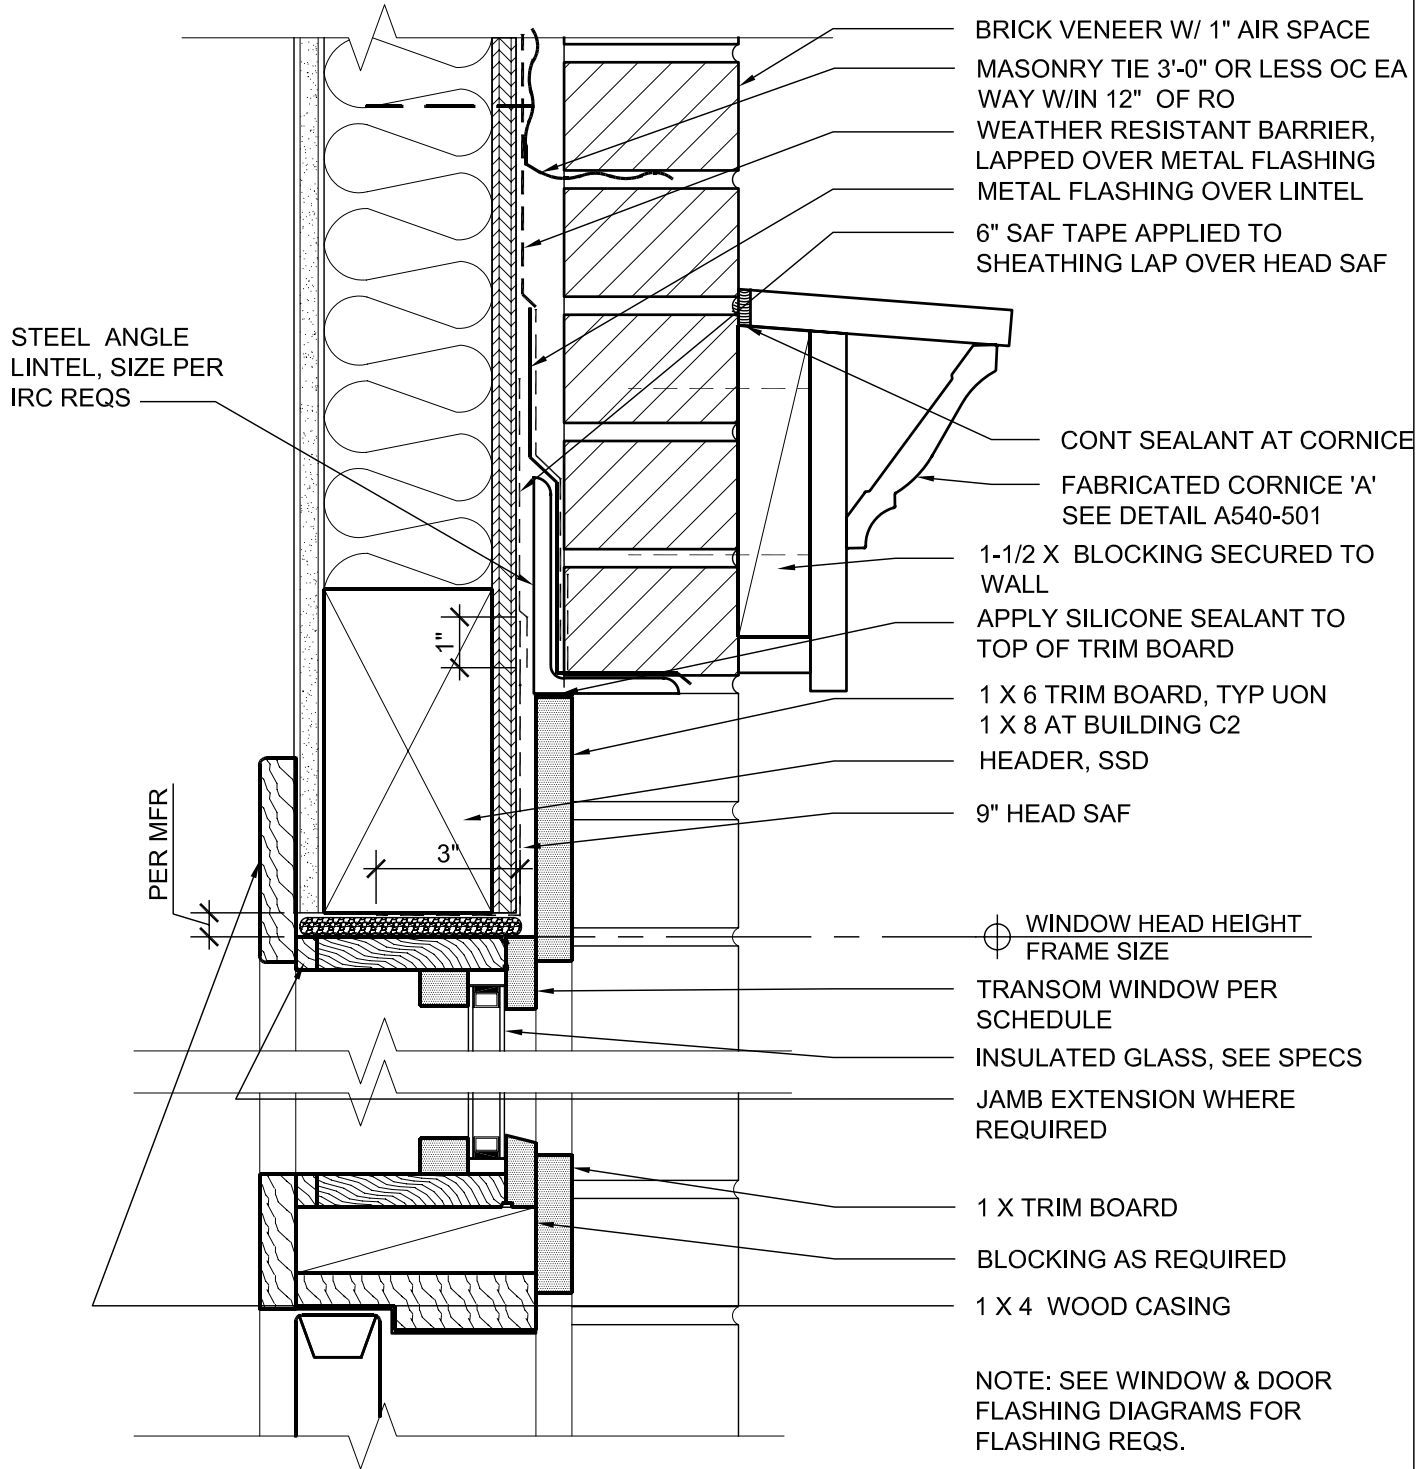 BRICK VENEER W/ 1" AIR SPACE
MASONRY TIE 3'-0" OR LESS OC EA
WAY W/IN 12" OF RO
WEATHER RESISTANT BARRIER,
LAPPED OVER METAL FLASHING
METAL FLASHING OVER LINTEL
6" SAF TAPE APPLIED TO
SHEATHING LAP OVER HEAD SAF
STEEL ANGLE
LINTEL, SIZE PER
IRC REQS
CONT SEALANT AT CORNICE
FABRICATED CORNICE 'A'
SEE DETAIL A540-501
1-1/2 X BLOCKING SECURED TO
WALL
APPLY SILICONE SEALANT TO
TOP OF TRIM BOARD
1"
1 X 6 TRIM BOARD, TYP UON
1 X 8 AT BUILDING C2
HEADER, SSD
9" HEAD SAF
PER MFR
3"
WINDOW HEAD HEIGHT
FRAME SIZE
TRANSOM WINDOW PER
SCHEDULE
INSULATED GLASS, SEE SPECS
JAMB EXTENSION WHERE
REQUIRED
1 X TRIM BOARD
BLOCKING AS REQUIRED
1 X 4 WOOD CASING
NOTE: SEE WINDOW & DOOR
FLASHING DIAGRAMS FOR
FLASHING REQS.